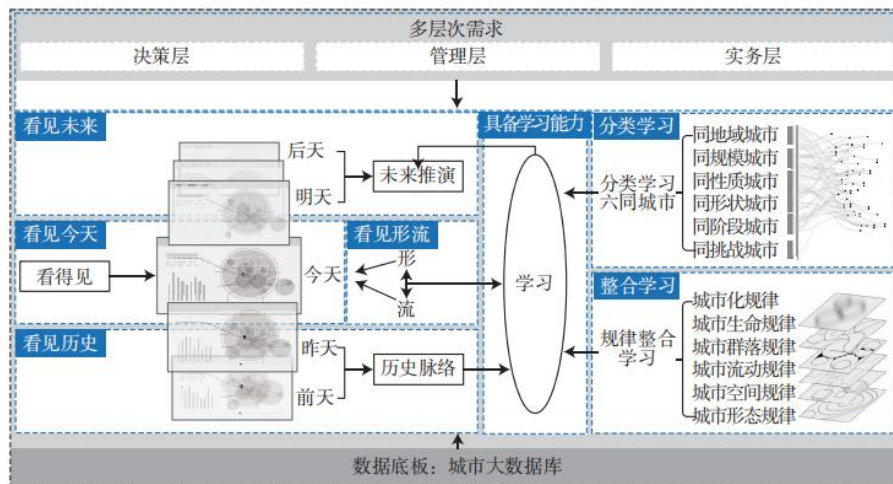 多层次需求
决策层
管理层
实务层
看见未来
后天
明天
未来推演
看见今天
看得见
今天
看见形流
形
流
看见历史
昨天
前天
历史脉络
具备学习能力
学习
分类学习
分类学习
六同城市
同地域城市
同规模城市
同性质城市
同形状城市
同阶段城市
同挑战城市
整合学习
规律整合
学习
城市化规律
城市生命规律
城市群落规律
城市流动规律
城市空间规律
城市形态规律
数据底板：城市大数据库